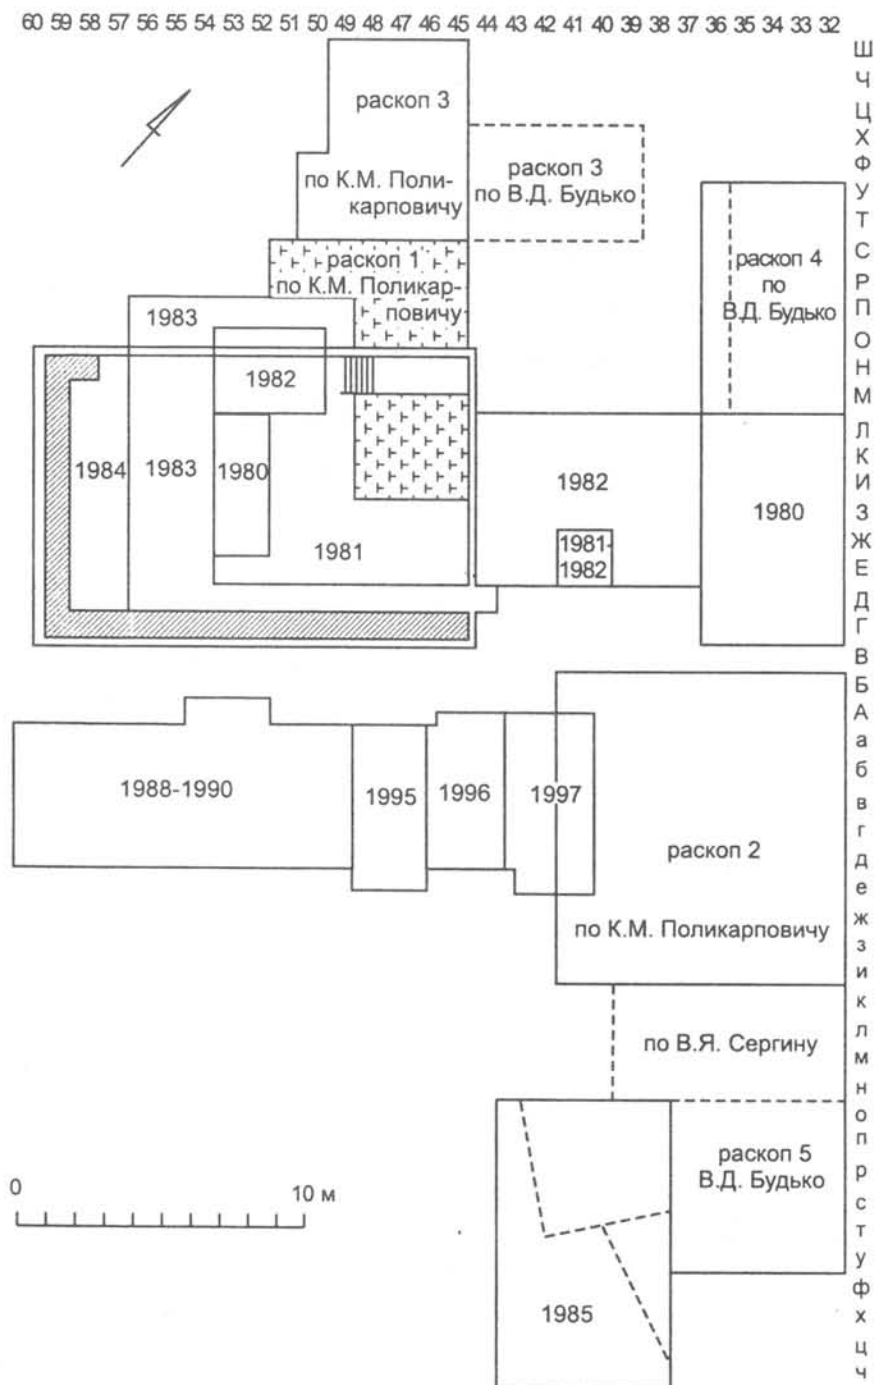 60 59 58 57 56 55 54 53 52 51 50 49 48 47 46 45 44 43 42 41 40 39 38 37 36 35 34 33 32
Ш
Ч
Ц
Х
Ф
У
Т
С
Р
П
О
Н
М
Л
К
И
З
Ж
Е
Д
Г
В
Б
А
а
б
в
г
д
е
ж
з
и
к
л
м
н
о
п
р
с
т
у
ф
х
ц
ч
раскоп 3
по К.М. Поли-
карповичу
раскоп 3
по В.Д. Будько
раскоп 4
по
В.Д. Будько
раскоп 1
по К.М. Поликар-
повичу
1983
1982
1984
1983
1980
1981
1982
1981-
1982
1980
1988-1990
1995
1996
1997
раскоп 2
по К.М. Поликарповичу
по В.Я. Сергину
раскоп 5
В.Д. Будько
1985
0
10 м